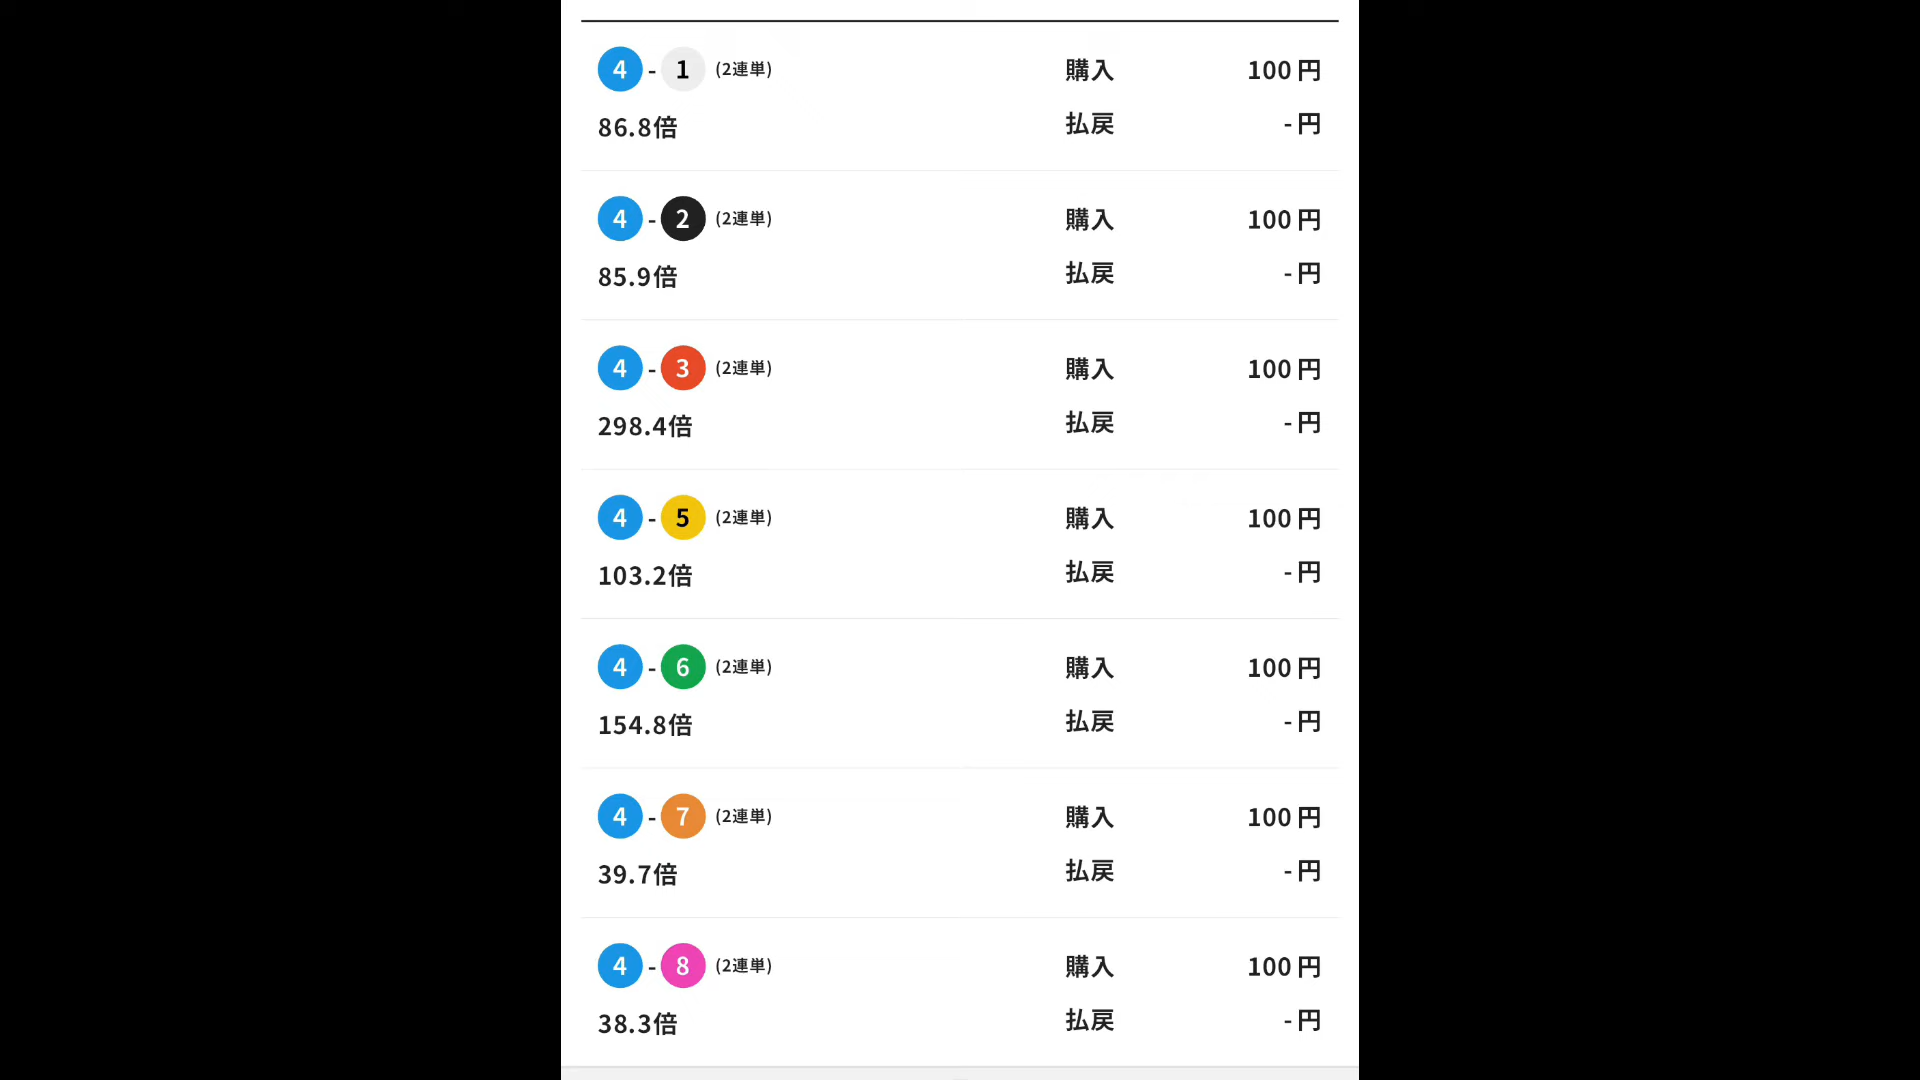 4 - 1 (2連単) 購入 100 円
86.8倍 払戻 - 円
4 - 2 (2連単) 購入 100 円
85.9倍 払戻 - 円
4 - 3 (2連単) 購入 100 円
298.4倍 払戻 - 円
4 - 5 (2連単) 購入 100 円
103.2倍 払戻 - 円
4 - 6 (2連単) 購入 100 円
154.8倍 払戻 - 円
4 - 7 (2連単) 購入 100 円
39.7倍 払戻 - 円
4 - 8 (2連単) 購入 100 円
38.3倍 払戻 - 円